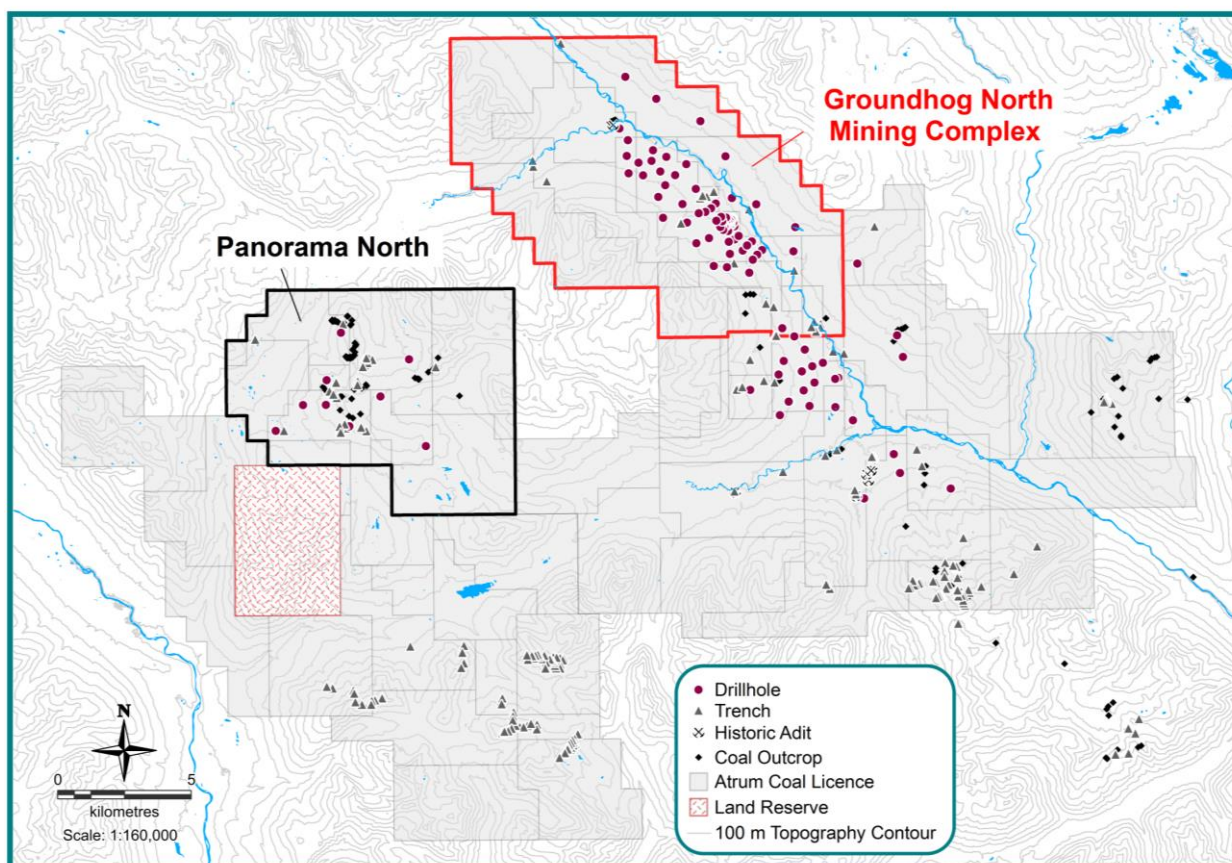 Groundhog North
Mining Complex
Panorama North
N
0 5
kilometres
Scale: 1:160,000
Drillhole
Trench
Historic Adit
Coal Outcrop
Atrum Coal Licence
Land Reserve
100 m Topography Contour